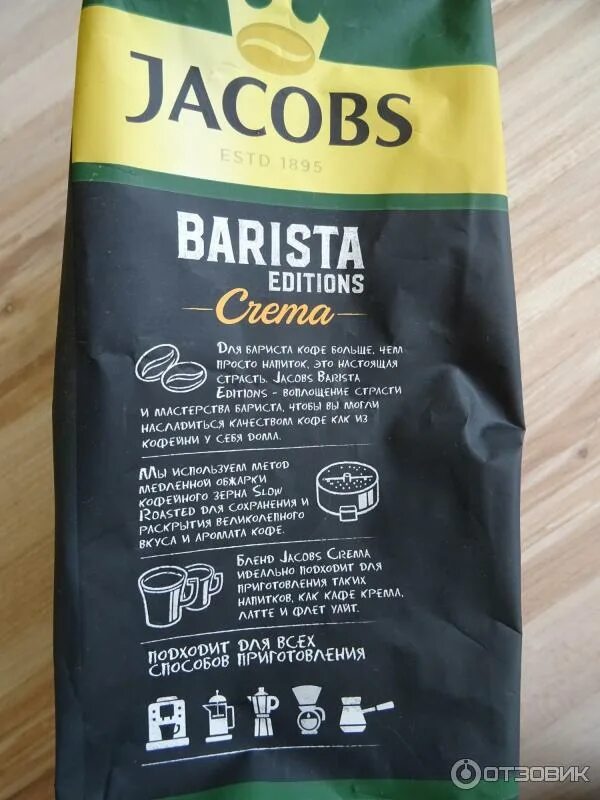 JACOBS
ESTD 1895
BARISTA
EDITIONS
Crema
Для бариста кофе больше, чем
просто напиток, это настоящая
страсть. Jacobs Barista
Editions - воплощение страсти
и мастерства бариста, чтобы вы могли
насладиться качеством кофе как из
кофейни у себя дома.
Мы используем метод
медленной обжарки
кофейного зерна Slow
Roasted для сохранения и
раскрытия великолепного
вкуса и аромата кофе.
Бленд Jacobs Crema
идеально подходит для
приготовления таких
напитков, как кафе крема,
латте и флет уайт.
подходит для всех
способов приготовления
ОТЗОВИК